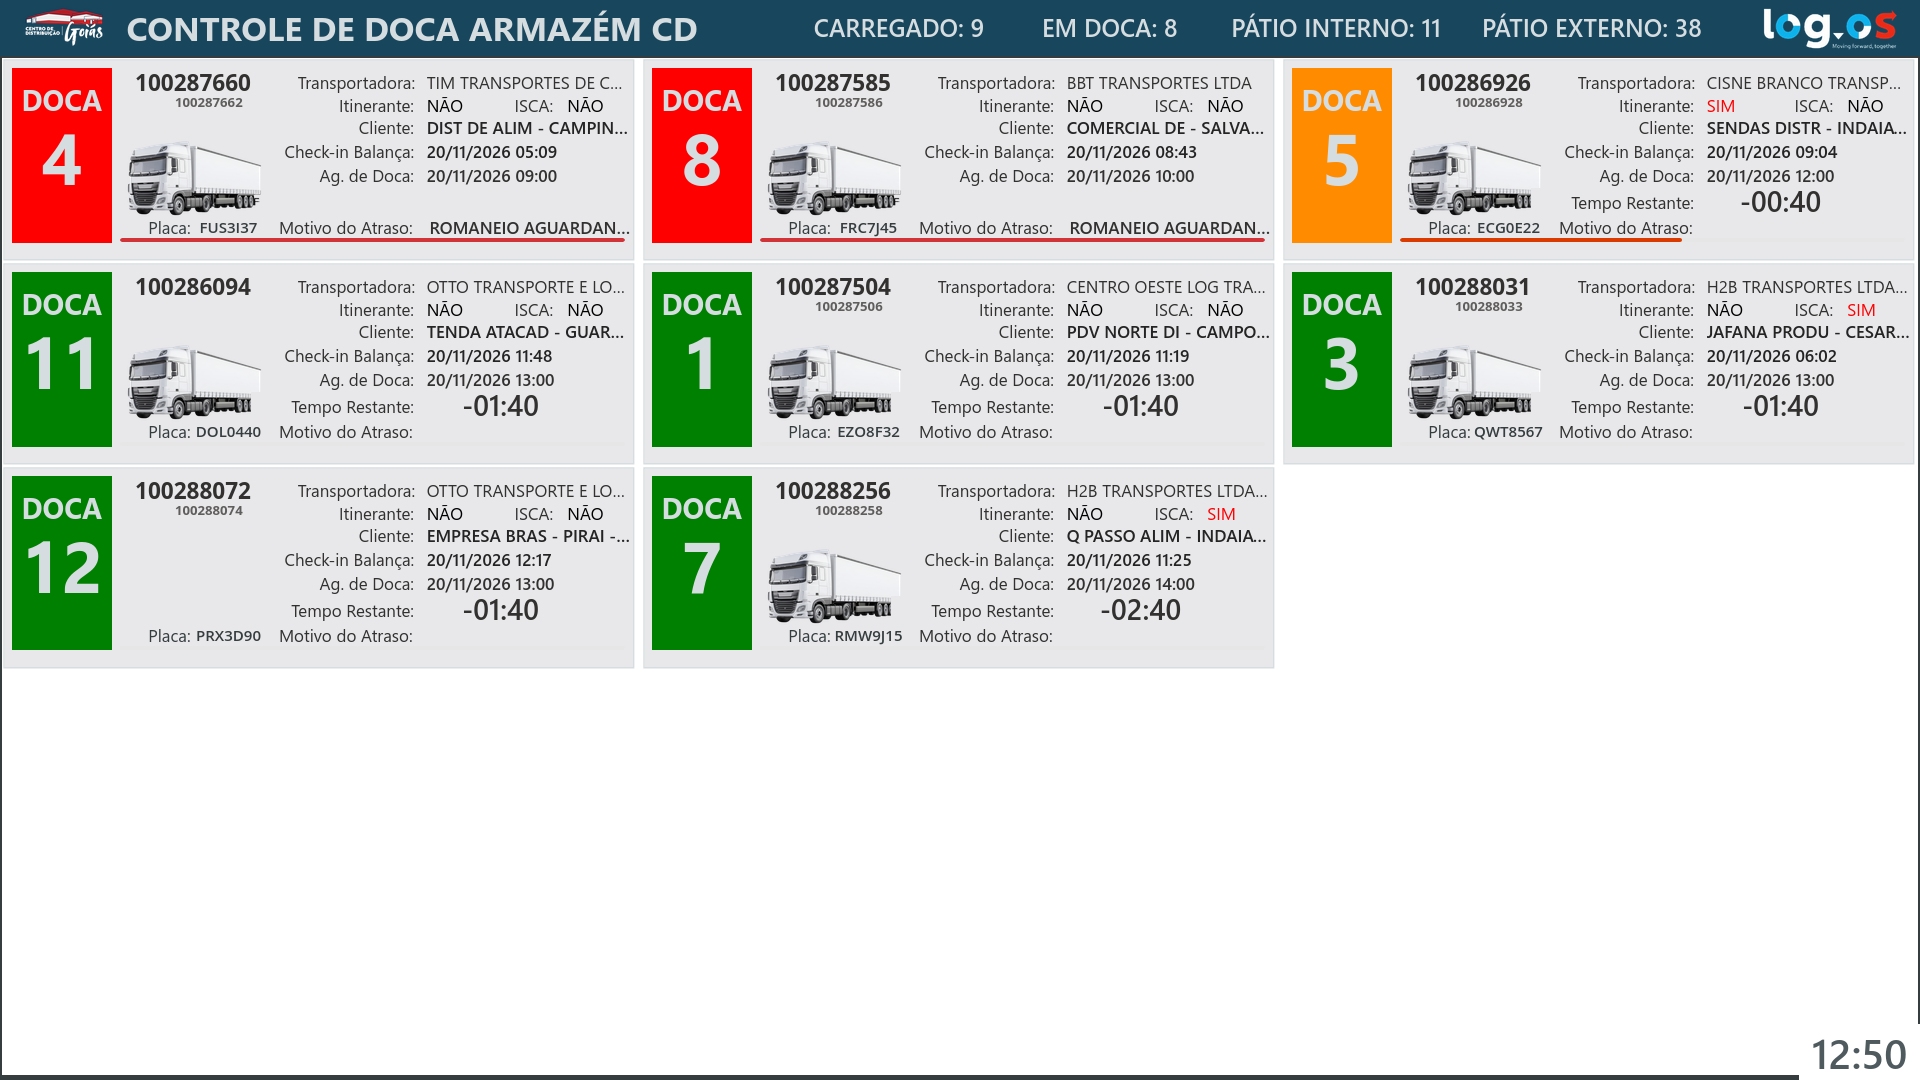 CENTRO DE DISTRIBUIÇÃO Goiás
CONTROLE DE DOCA ARMAZÉM CD
CARREGADO: 9
EM DOCA: 8
PÁTIO INTERNO: 11
PÁTIO EXTERNO: 38
log.os
Moving forward, together
DOCA
4
100287660
100287662
Transportadora: TIM TRANSPORTES DE C...
Itinerante: NÃO ISCA: NÃO
Cliente: DIST DE ALIM - CAMPIN...
Check-in Balança: 20/11/2026 05:09
Ag. de Doca: 20/11/2026 09:00
Placa: FUS3I37 Motivo do Atraso: ROMANEIO AGUARDAN...
DOCA
8
100287585
100287586
Transportadora: BBT TRANSPORTES LTDA
Itinerante: NÃO ISCA: NÃO
Cliente: COMERCIAL DE - SALVA...
Check-in Balança: 20/11/2026 08:43
Ag. de Doca: 20/11/2026 10:00
Placa: FRC7J45 Motivo do Atraso: ROMANEIO AGUARDAN...
DOCA
5
100286926
100286928
Transportadora: CISNE BRANCO TRANSP...
Itinerante: SIM ISCA: NÃO
Cliente: SENDAS DISTR - INDAIA...
Check-in Balança: 20/11/2026 09:04
Ag. de Doca: 20/11/2026 12:00
Tempo Restante: -00:40
Placa: ECG0E22 Motivo do Atraso:
DOCA
11
100286094
Transportadora: OTTO TRANSPORTE E LO...
Itinerante: NÃO ISCA: NÃO
Cliente: TENDA ATACAD - GUAR...
Check-in Balança: 20/11/2026 11:48
Ag. de Doca: 20/11/2026 13:00
Tempo Restante: -01:40
Placa: DOL0440 Motivo do Atraso:
DOCA
1
100287504
100287506
Transportadora: CENTRO OESTE LOG TRA...
Itinerante: NÃO ISCA: NÃO
Cliente: PDV NORTE DI - CAMPO...
Check-in Balança: 20/11/2026 11:19
Ag. de Doca: 20/11/2026 13:00
Tempo Restante: -01:40
Placa: EZO8F32 Motivo do Atraso:
DOCA
3
100288031
100288033
Transportadora: H2B TRANSPORTES LTDA...
Itinerante: NÃO ISCA: SIM
Cliente: JAFANA PRODU - CESAR...
Check-in Balança: 20/11/2026 06:02
Ag. de Doca: 20/11/2026 13:00
Tempo Restante: -01:40
Placa: QWT8567 Motivo do Atraso:
DOCA
12
100288072
100288074
Transportadora: OTTO TRANSPORTE E LO...
Itinerante: NÃO ISCA: NÃO
Cliente: EMPRESA BRAS - PIRAI -...
Check-in Balança: 20/11/2026 12:17
Ag. de Doca: 20/11/2026 13:00
Tempo Restante: -01:40
Placa: PRX3D90 Motivo do Atraso:
DOCA
7
100288256
100288258
Transportadora: H2B TRANSPORTES LTDA...
Itinerante: NÃO ISCA: SIM
Cliente: Q PASSO ALIM - INDAIA...
Check-in Balança: 20/11/2026 11:25
Ag. de Doca: 20/11/2026 14:00
Tempo Restante: -02:40
Placa: RMW9J15 Motivo do Atraso:
12:50